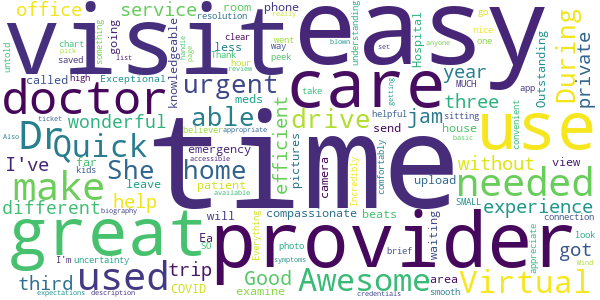 office
service
room
phone
visit
easy
untold
chart
pick
resolution
something
going
saved
called
list
high
less
Thank
peek
hour
went
clear
review
way
blown
handle
really
set
understanding
knowledgeable
Hospital
chart
go
nice
one
anyone
app
During
private
doctor
urgent
care
year
MUCH
Outstanding
take
Exceptional
meds
wonderful
able
drive
jam
three
sitting
ticket
Also
believer
appropriate
efficient
pictures
send
helpful
getting
house
basic
convenient
Dr
Quick
time
use
I've
She
home
emergency
without
view
far
kids
accessible
make
needed
leave
patient
available
camera
Incredibly
comfortably
upload
different
help
experience
great
provider
biography
will
compassionate
beats
waiting
SMALL
connection
appreciate
look
I'm
uncertainty
So
Ea
Everything
photo
brief
got
used
trip
Good
Awesome
Virtual
third
COVID
examine
area
smooth
Wind
expectations
description
symptoms
credentials